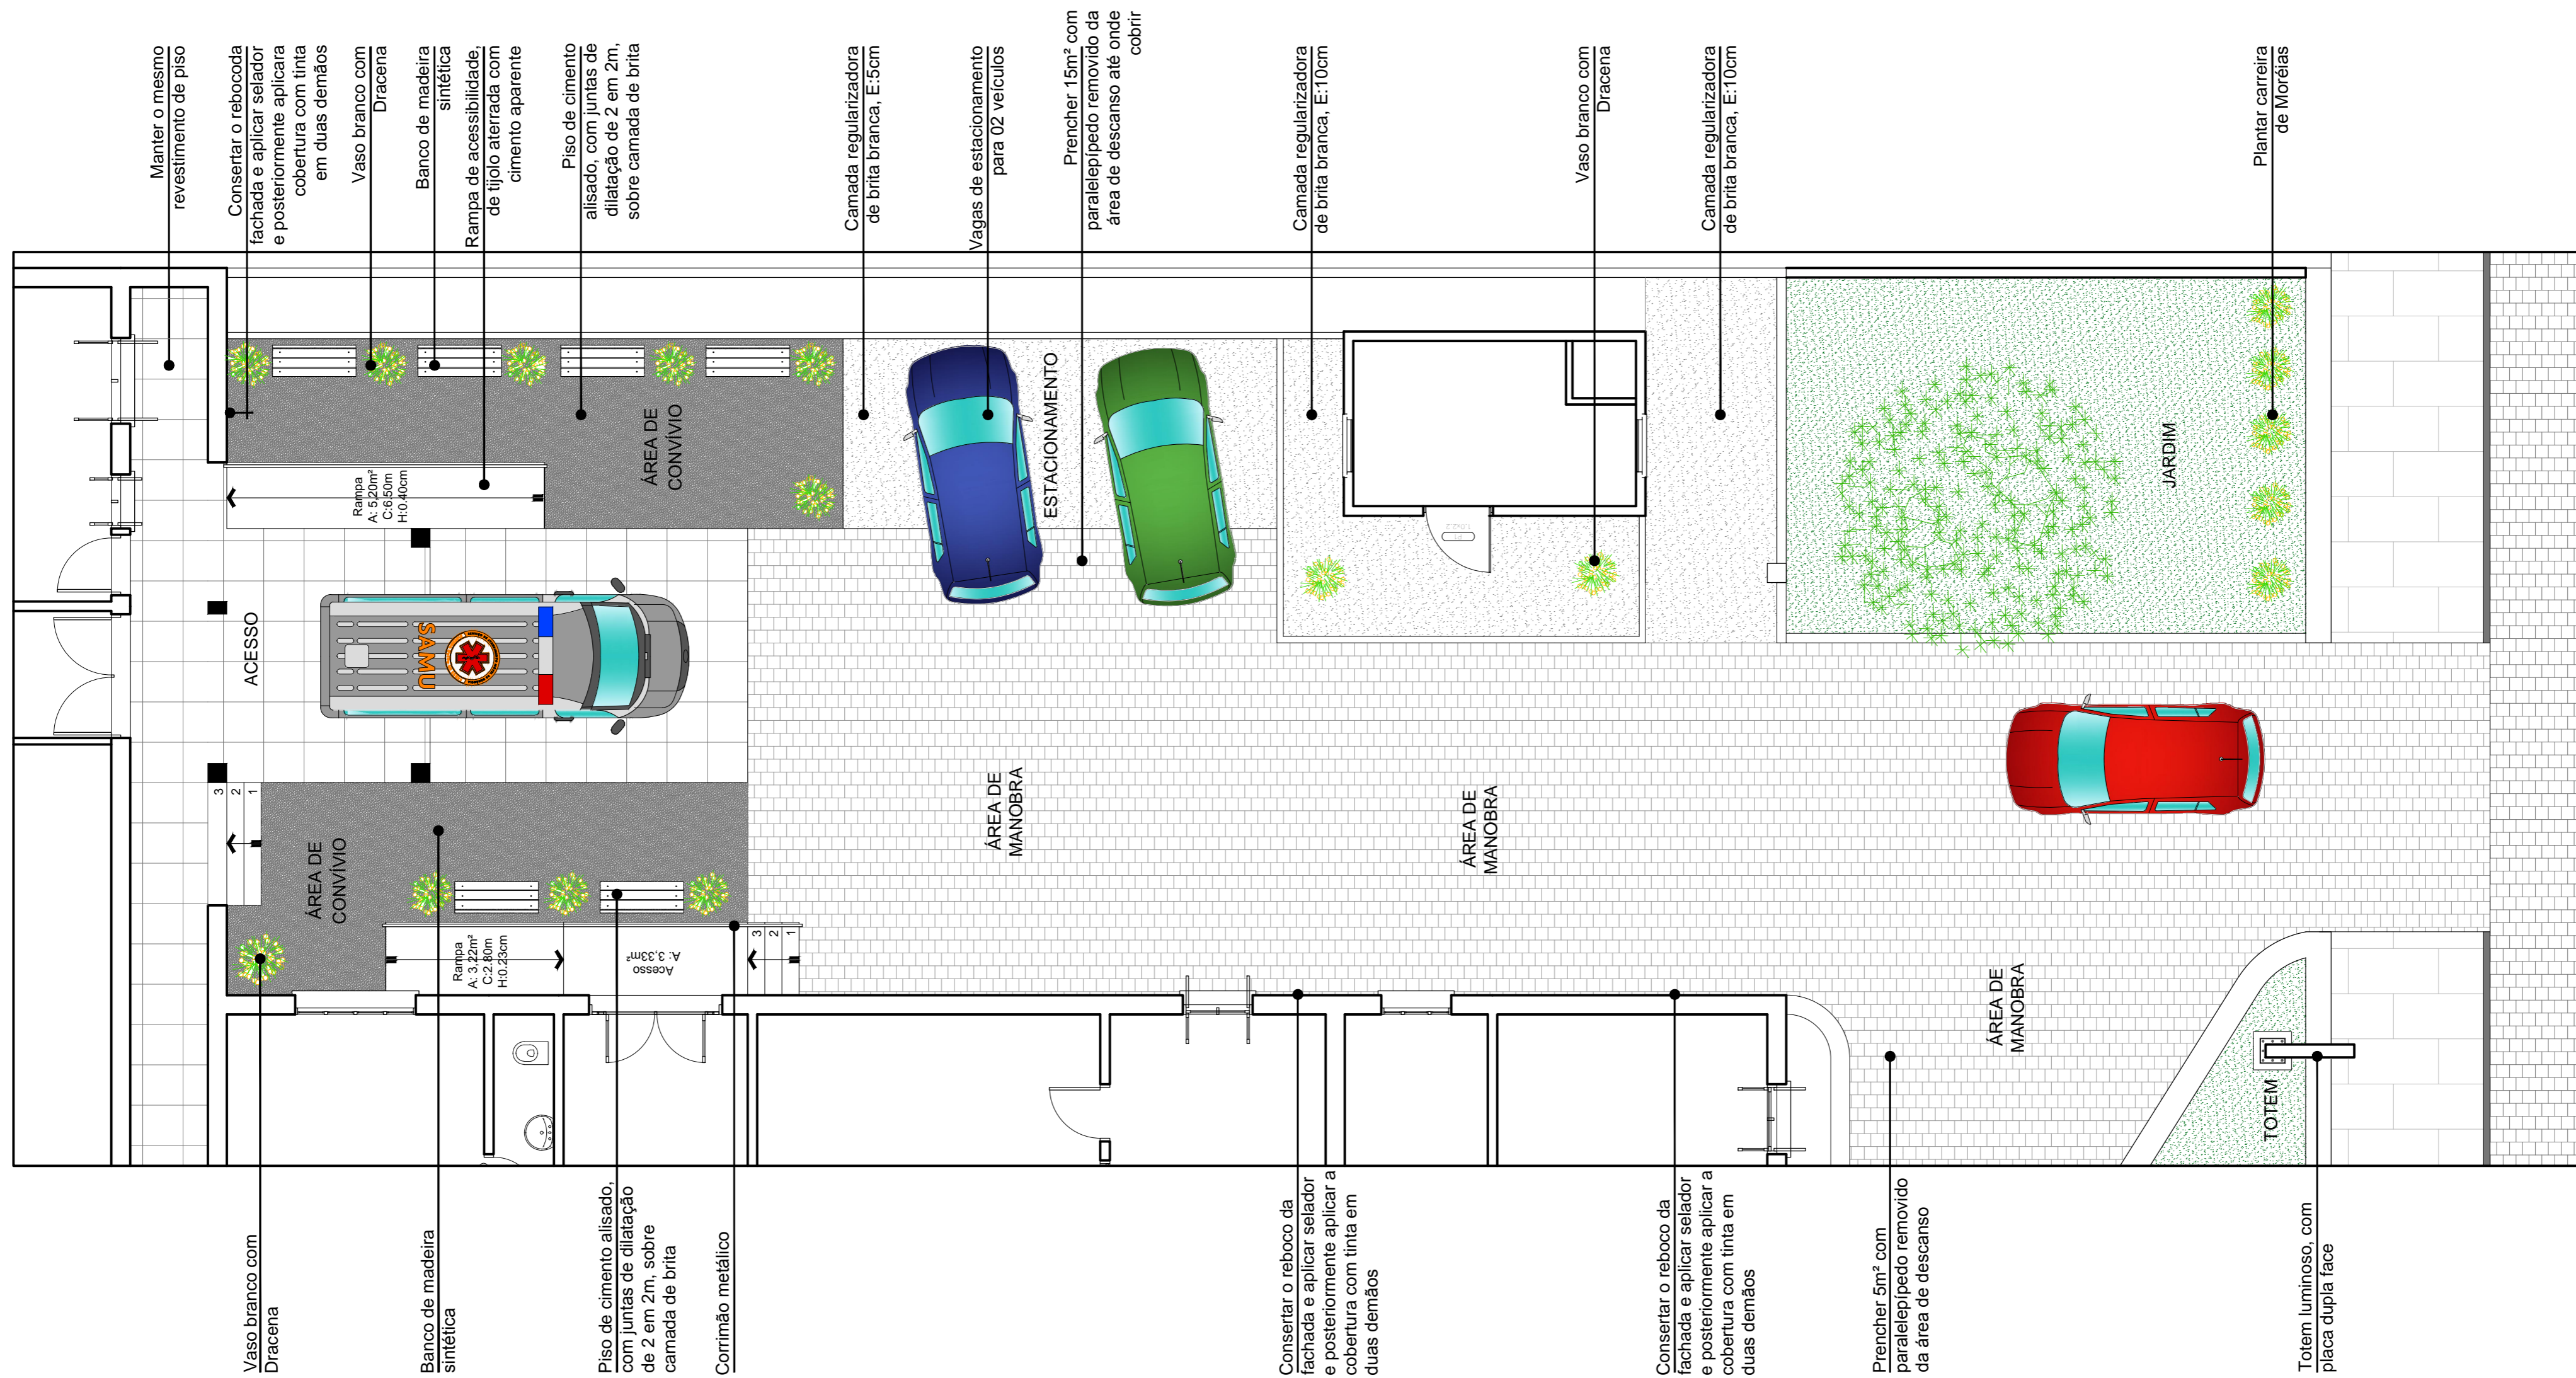 Manter o mesmo
revestimento de piso
Consertar o rebocoda
fachada e aplicar selador
e posteriormente aplicara
cobertura com tinta
em duas demãos
Vaso branco com
Dracena
Banco de madeira
sintética
Rampa de acessibilidade,
de tijolo aterrada com
cimento aparente
Piso de cimento
alisado, com juntas de
dilatação de 2 em 2m,
sobre camada de brita
Camada regularizadora
de brita branca, E:5cm
Vagas de estacionamento
para 02 veículos
Prencher 15m² com
paralelepípedo removido da
área de descanso até onde
cobrir
Camada regularizadora
de brita branca, E:10cm
Vaso branco com
Dracena
Camada regularizadora
de brita branca, E:10cm
Plantar carreira
de Moréias
Rampa
A: 5,20m²
C:6.50m
H:0.40cm
ÁREA DE
CONVÍVIO
ESTACIONAMENTO
JARDIM
ACESSO
SAMU
3
2
1
ÁREA DE
CONVÍVIO
Rampa
A: 3,22m²
C:2.80m
H:0.23cm
Acesso
A: 3,33m²
3
2
1
ÁREA DE
MANOBRA
ÁREA DE
MANOBRA
ÁREA DE
MANOBRA
TOTEM
Vaso branco com
Dracena
Banco de madeira
sintética
Piso de cimento alisado,
com juntas de dilatação
de 2 em 2m, sobre
camada de brita
Corrimão metálico
Consertar o reboco da
fachada e aplicar selador
e posteriormente aplicar a
cobertura com tinta em
duas demãos
Consertar o reboco da
fachada e aplicar selador
e posteriormente aplicar a
cobertura com tinta em
duas demãos
Prencher 5m² com
paralelepípedo removido
da área de descanso
Totem luminoso, com
placa dupla face